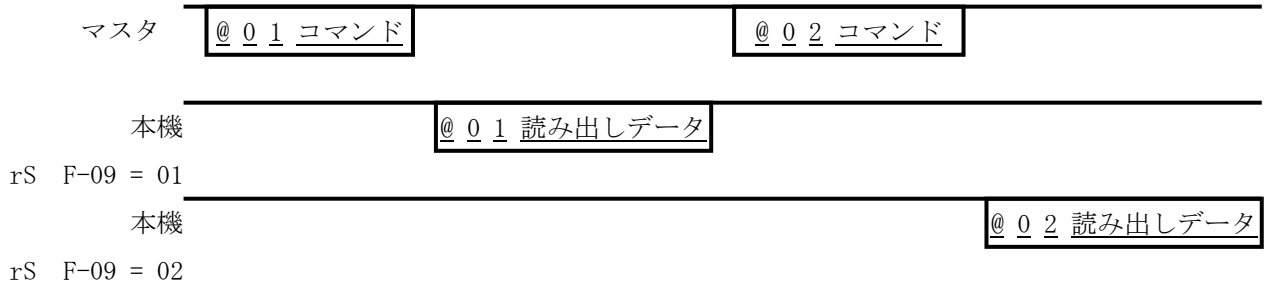 マスタ @ 0 1 コマンド @ 0 2 コマンド
本機 @ 0 1 読み出しデータ
rS F-09 = 01
本機 @ 0 2 読み出しデータ
rS F-09 = 02